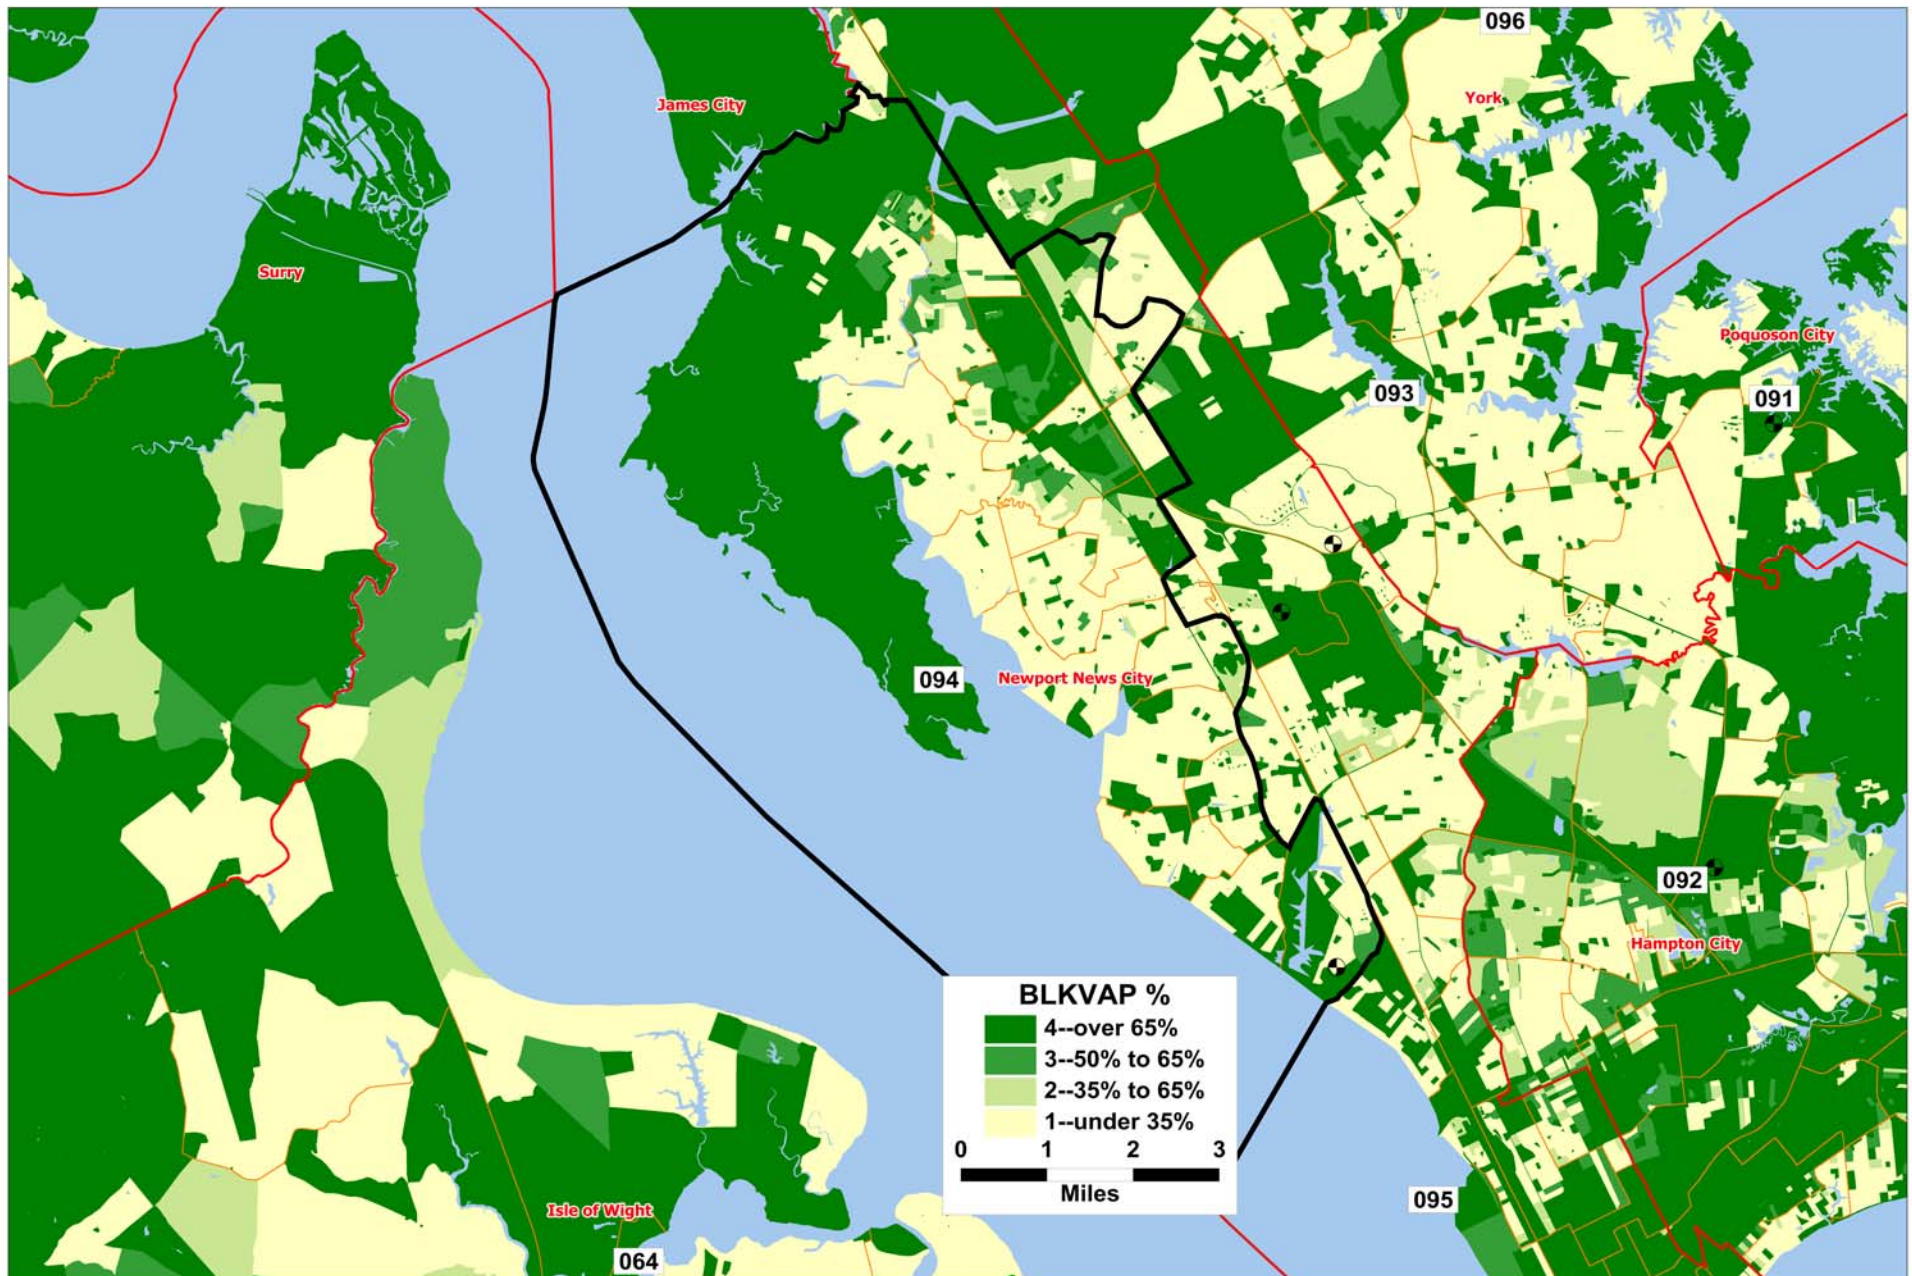 096
James City
York
Surry
Poquoson City
093
091
094
Newport News City
092
Hampton City
BLKVAP %
4--over 65%
3--50% to 65%
2--35% to 65%
1--under 35%
0 1 2 3
Miles
095
Isle of Wight
064